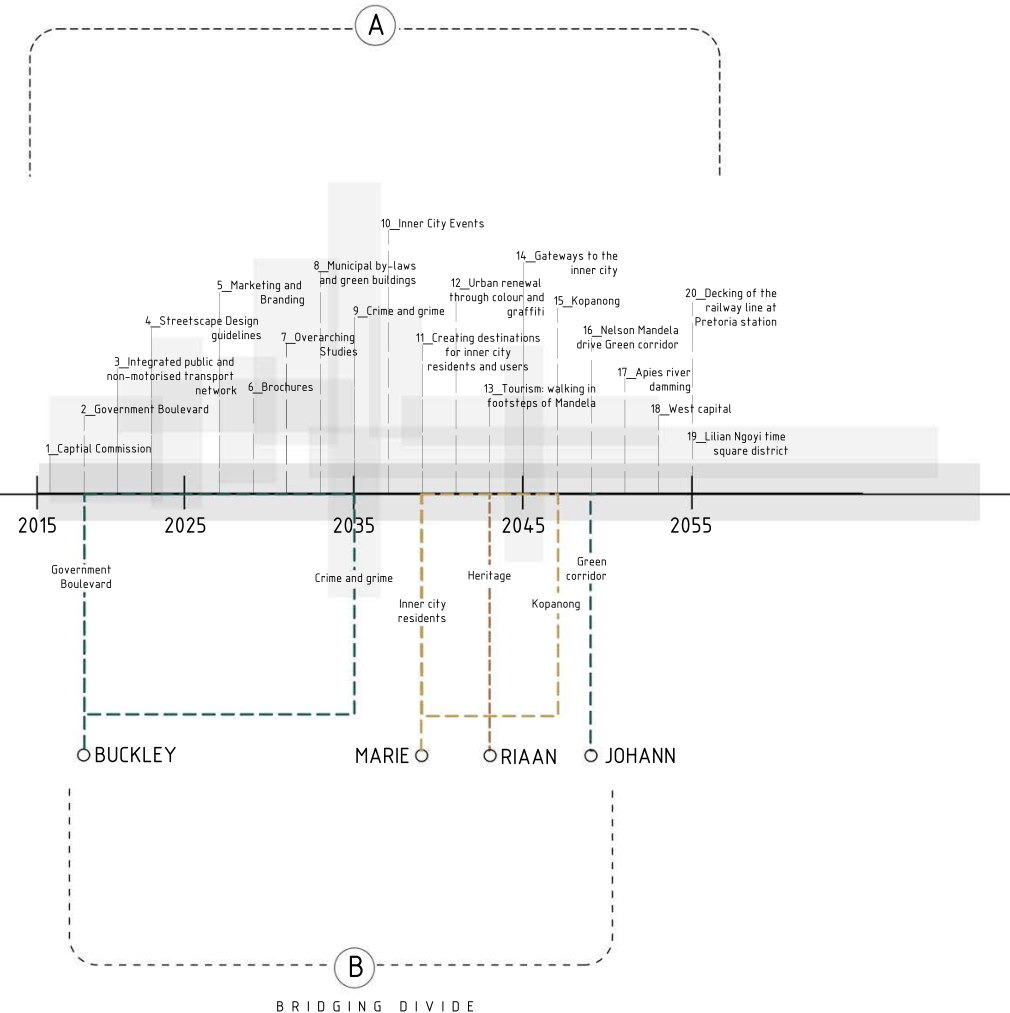 A
10_Inner City Events
14_Gateways to the
inner city
8_Municipal by-laws
and green buildings
5_Marketing and
Branding
12_Urban renewal
through colour and
graffiti
20_Decking of the
railway line at
Pretoria station
15_Kopanong
9_Crime and grime
4_Streetscape Design
guidelines
16_Nelson Mandela
drive Green corridor
7_Overarching
Studies
11_Creating destinations
for inner city
residents and users
3_Integrated public and
non-motorised transport
network
17_Apies river
damming
6_Brochures
13_Tourism: walking in
footsteps of Mandela
2_Government Boulevard
18_West capital
19_Lilian Ngoyi time
square district
1_Captial Commission
2015
2025
2035
2045
2055
Government
Boulevard
Crime and grime
Heritage
Green
corridor
Inner city
residents
Kopanong
BUCKLEY
MARIE
RIAAN
JOHANN
B
BRIDGING DIVIDE